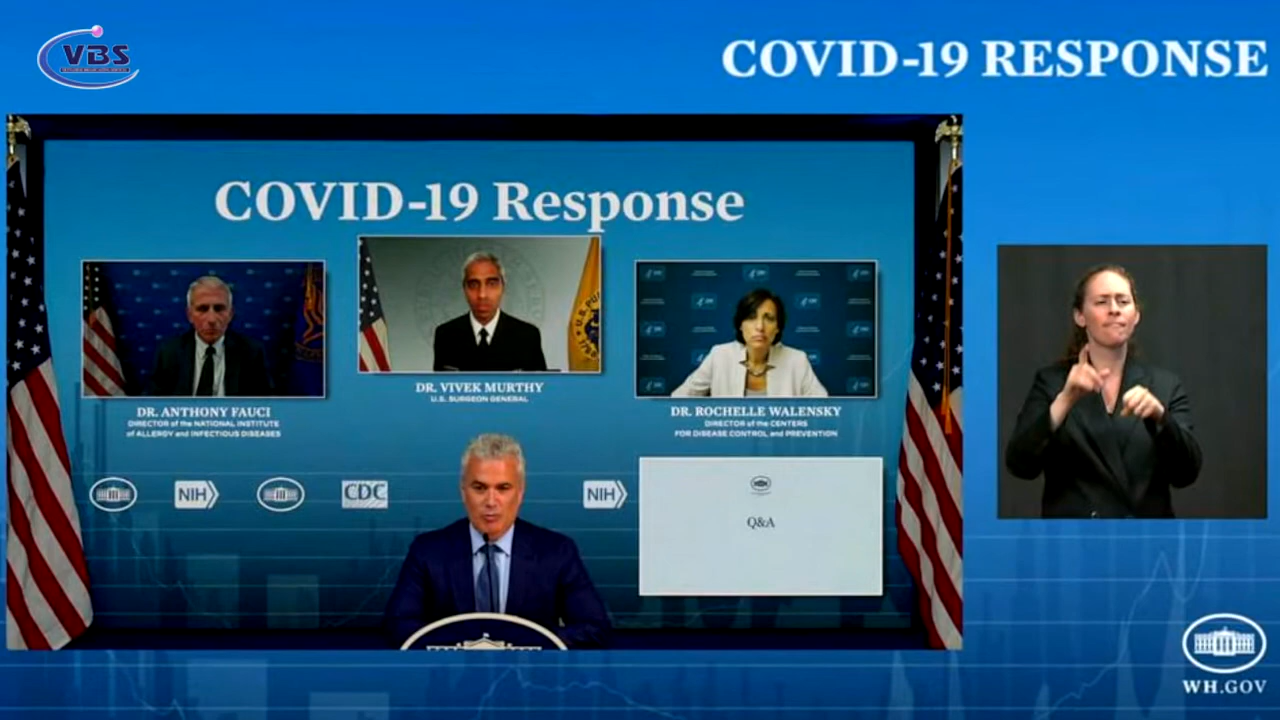 VBS
COVID-19 RESPONSE
COVID-19 Response
DR. ANTHONY FAUCI
DIRECTOR of the NATIONAL INSTITUTE
of ALLERGY and INFECTIOUS DISEASES
DR. VIVEK MURTHY
U.S. SURGEON GENERAL
DR. ROCHELLE WALENSKY
DIRECTOR of the CENTERS
FOR DISEASE CONTROL and PREVENTION
NIH
CDC
NIH
Q&A
WH.GOV